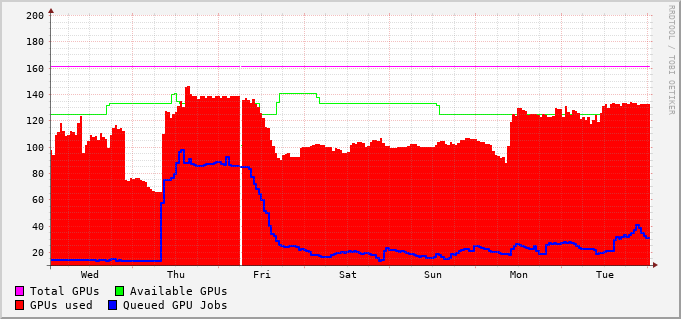 RRDTOOL / TOBI OETIKER
200
180
160
140
120
100
80
60
40
20
Wed Thu Fri Sat Sun Mon Tue
Total GPUs Available GPUs
GPUs used Queued GPU Jobs